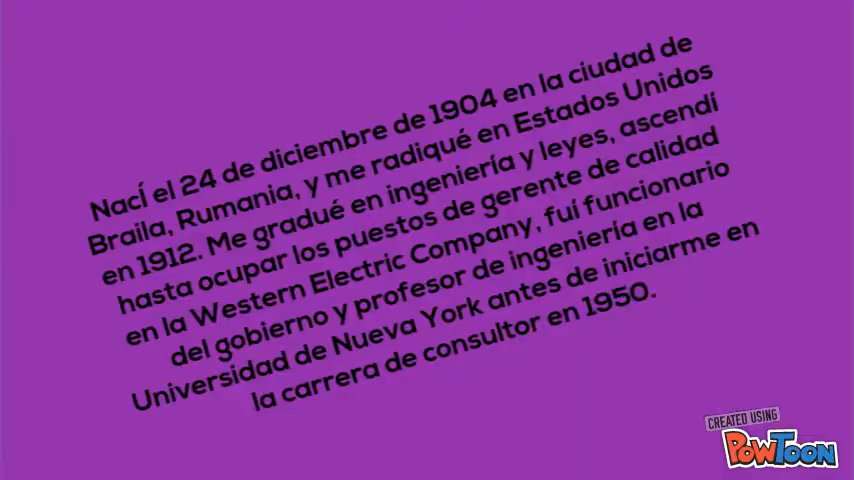 Nací el 24 de diciembre de 1904 en la ciudad de
Braila, Rumania, y me radiqué en Estados Unidos
en 1912. Me gradué en ingeniería y leyes, ascendí
hasta ocupar los puestos de gerente de calidad
en la Western Electric Company, fuí funcionario
del gobierno y profesor de ingeniería en la
Universidad de Nueva York antes de iniciarme en
la carrera de consultor en 1950.
CREATED USING
POWTOON